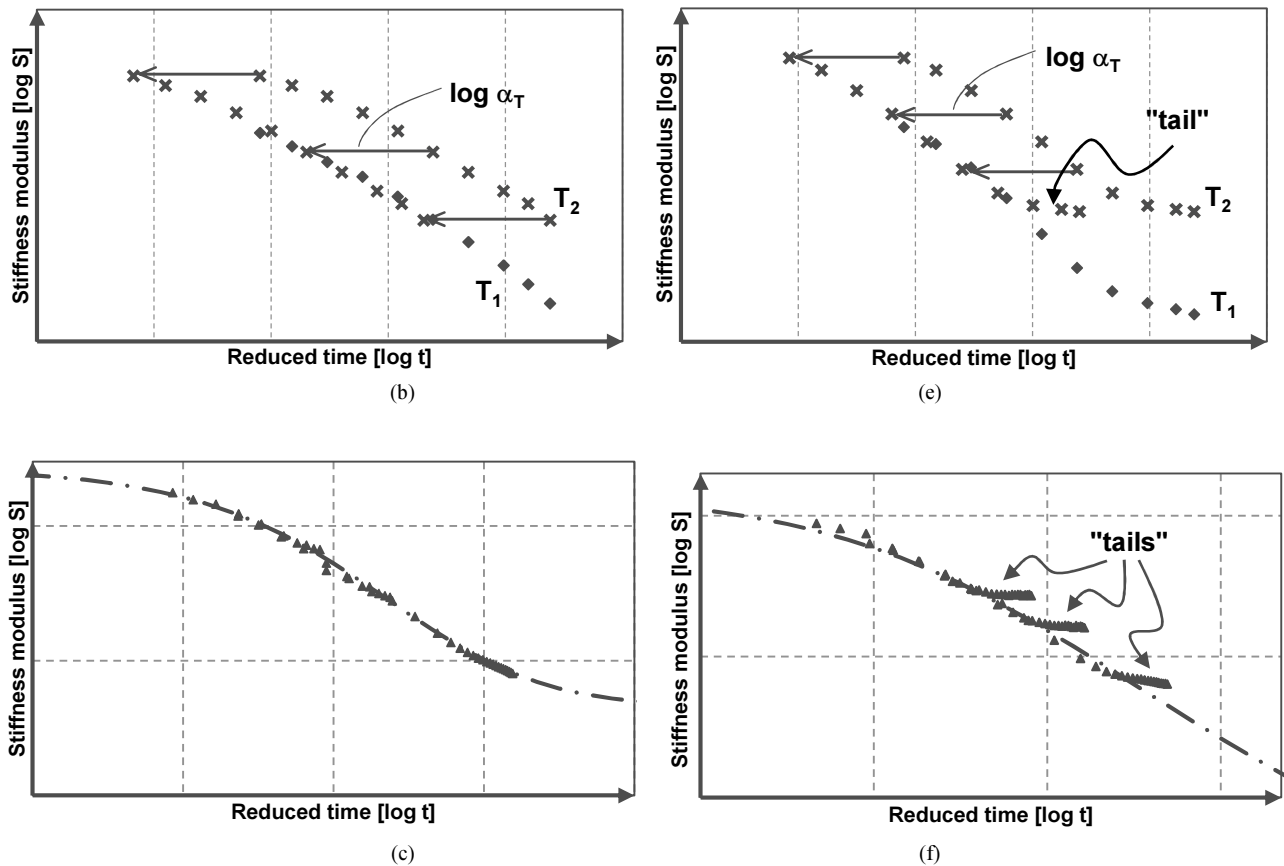 Stiffness modulus [log S]
log αT
T2
T1
Reduced time [log t]
(b)
Stiffness modulus [log S]
log αT
"tail"
T2
T1
Reduced time [log t]
(e)
Stiffness modulus [log S]
Reduced time [log t]
(c)
Stiffness modulus [log S]
"tails"
Reduced time [log t]
(f)